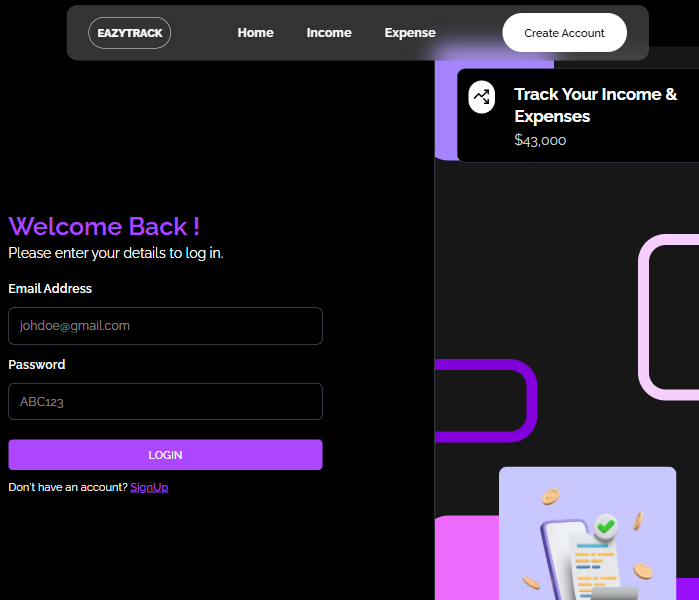 EAZYTRACK
Home Income Expense
Create Account
Track Your Income &
Expenses
$43,000
Welcome Back !
Please enter your details to log in.
Email Address
johdoe@gmail.com
Password
ABC123
LOGIN
Don't have an account? SignUp